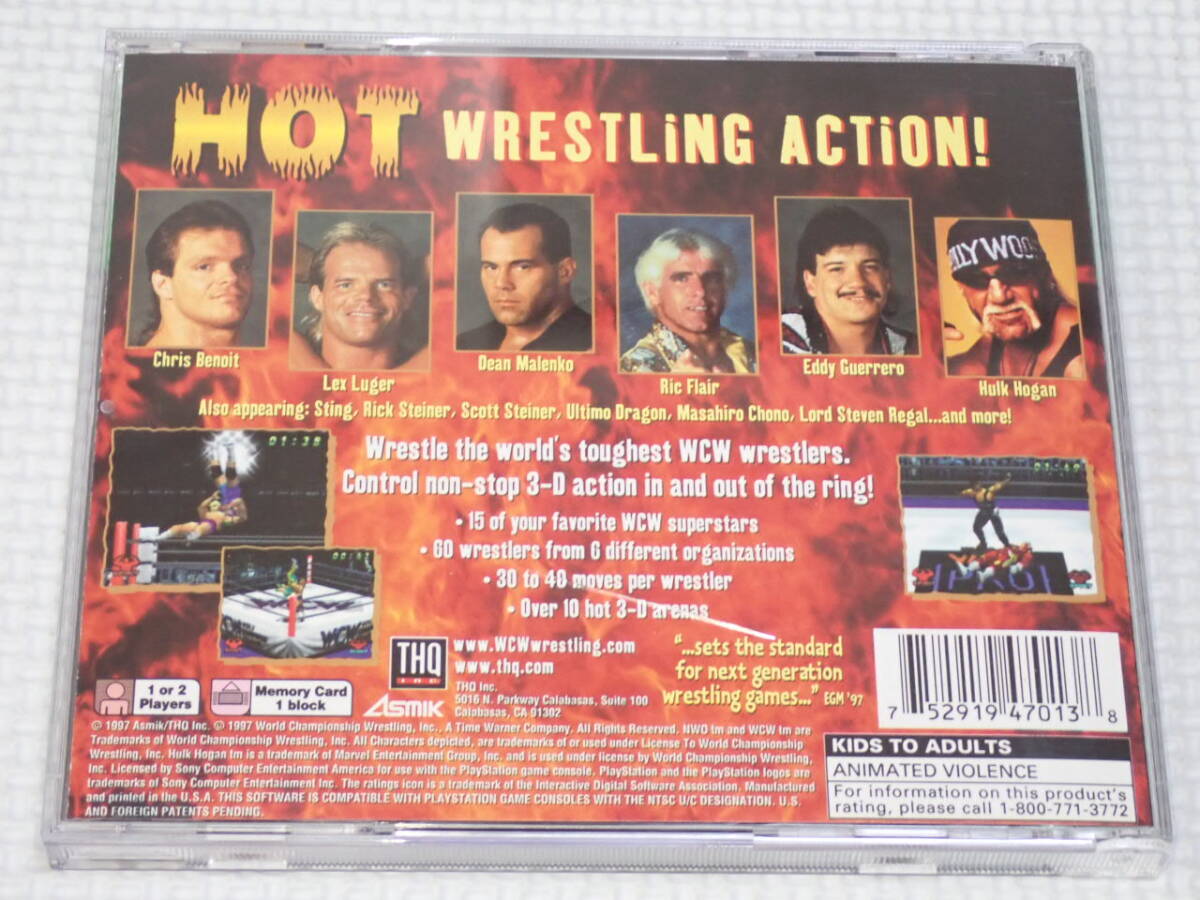 HOT WRESTLiNG ACTiON!
LLYWOO
Chris Benoit
Lex Luger
Dean Malenko
Ric Flair
Eddy Guerrero
Hulk Hogan
Also appearing: Sting, Rick Steiner, Scott Steiner, Ultimo Dragon, Masahiro Chono, Lord Steven Regal...and more!
01:38
Wrestle the world's toughest WCW wrestlers.
Control non-stop 3-D action in and out of the ring!
• 15 of your favorite WCW superstars
• 60 wrestlers from 6 different organizations
• 30 to 40 moves per wrestler
• Over 10 hot 3-D arenas
WCW
THQ
INC
www.WCWwrestling.com
www.thq.com
THQ Inc.
5016 N. Parkway Calabasas, Suite 100
Calabasas, CA 91302
"...sets the standard
for next generation
wrestling games..." EGM '97
1 or 2
Players
Memory Card
1 block
ASMIK
7 52919 47013 8
© 1997 Asmik/THQ Inc. © 1997 World Championship Wrestling, Inc., A Time Warner Company. All Rights Reserved. NWO tm and WCW tm are
Trademarks of World Championship Wrestling, Inc. All Characters depicted, are trademarks of or used under License To World Championship
Wrestling, Inc. Hulk Hogan tm is a trademark of Marvel Entertainment Group, Inc. and is used under license by World Championship Wrestling,
Inc. Licensed by Sony Computer Entertainment America for use with the PlayStation game console. PlayStation and the PlayStation logos are
trademarks of Sony Computer Entertainment Inc. The ratings icon is a trademark of the Interactive Digital Software Association. Manufactured
and printed in the U.S.A. THIS SOFTWARE IS COMPATIBLE WITH PLAYSTATION GAME CONSOLES WITH THE NTSC U/C DESIGNATION. U.S.
AND FOREIGN PATENTS PENDING.
KIDS TO ADULTS
ANIMATED VIOLENCE
For information on this product's
rating, please call 1-800-771-3772